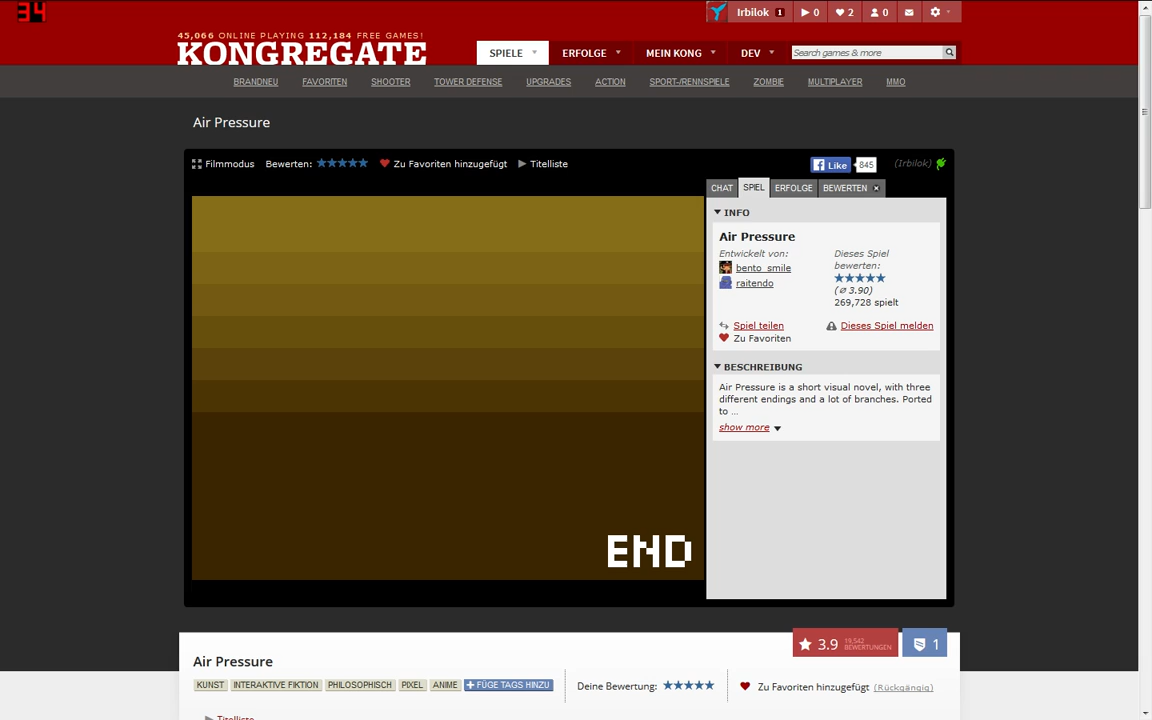 34
Irbilok 1 0 2 0
45,066 ONLINE PLAYING 112,184 FREE GAMES!
KONGREGATE
SPIELE ERFOLGE MEIN KONG DEV Search games & more
BRANDNEU FAVORITEN SHOOTER TOWER DEFENSE UPGRADES ACTION SPORT-/RENNSPIELE ZOMBIE MULTIPLAYER MMO
Air Pressure
Filmmodus Bewerten: Zu Favoriten hinzugefügt Titelliste Like 845 (Irbilok)
CHAT SPIEL ERFOLGE BEWERTEN
INFO
Air Pressure
Entwickelt von:
bento_smile
raitendo
Dieses Spiel
bewerten:
(ø 3.90)
269,728 spielt
Spiel teilen Dieses Spiel melden
Zu Favoriten
BESCHREIBUNG
Air Pressure is a short visual novel, with three
different endings and a lot of branches. Ported
to ...
show more
END
3.9 19,542 BEWERTUNGEN 1
Air Pressure
KUNST INTERAKTIVE FIKTION PHILOSOPHISCH PIXEL ANIME + FÜGE TAGS HINZU Deine Bewertung: Zu Favoriten hinzugefügt (Rückgängig)
Titelliste